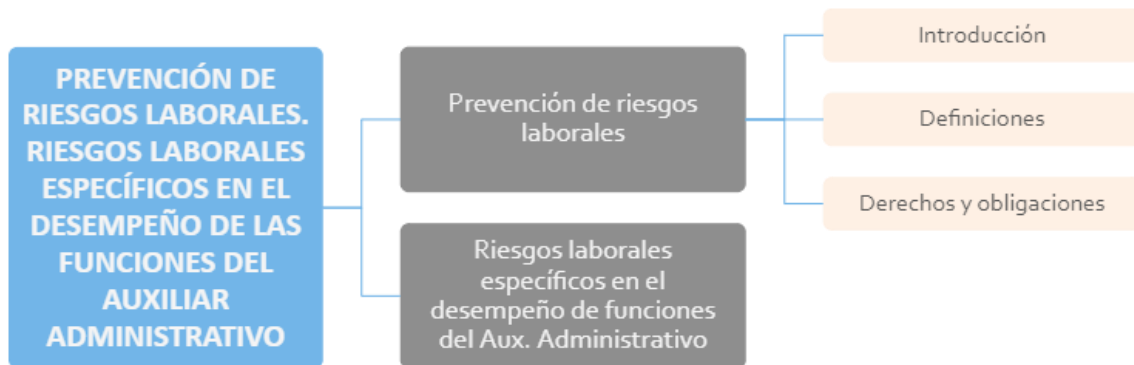 PREVENCIÓN DE
RIESGOS LABORALES.
RIESGOS LABORALES
ESPECÍFICOS EN EL
DESEMPEÑO DE LAS
FUNCIONES DEL
AUXILIAR
ADMINISTRATIVO
Prevención de riesgos
laborales
Introducción
Definiciones
Derechos y obligaciones
Riesgos laborales
específicos en el
desempeño de funciones
del Aux. Administrativo